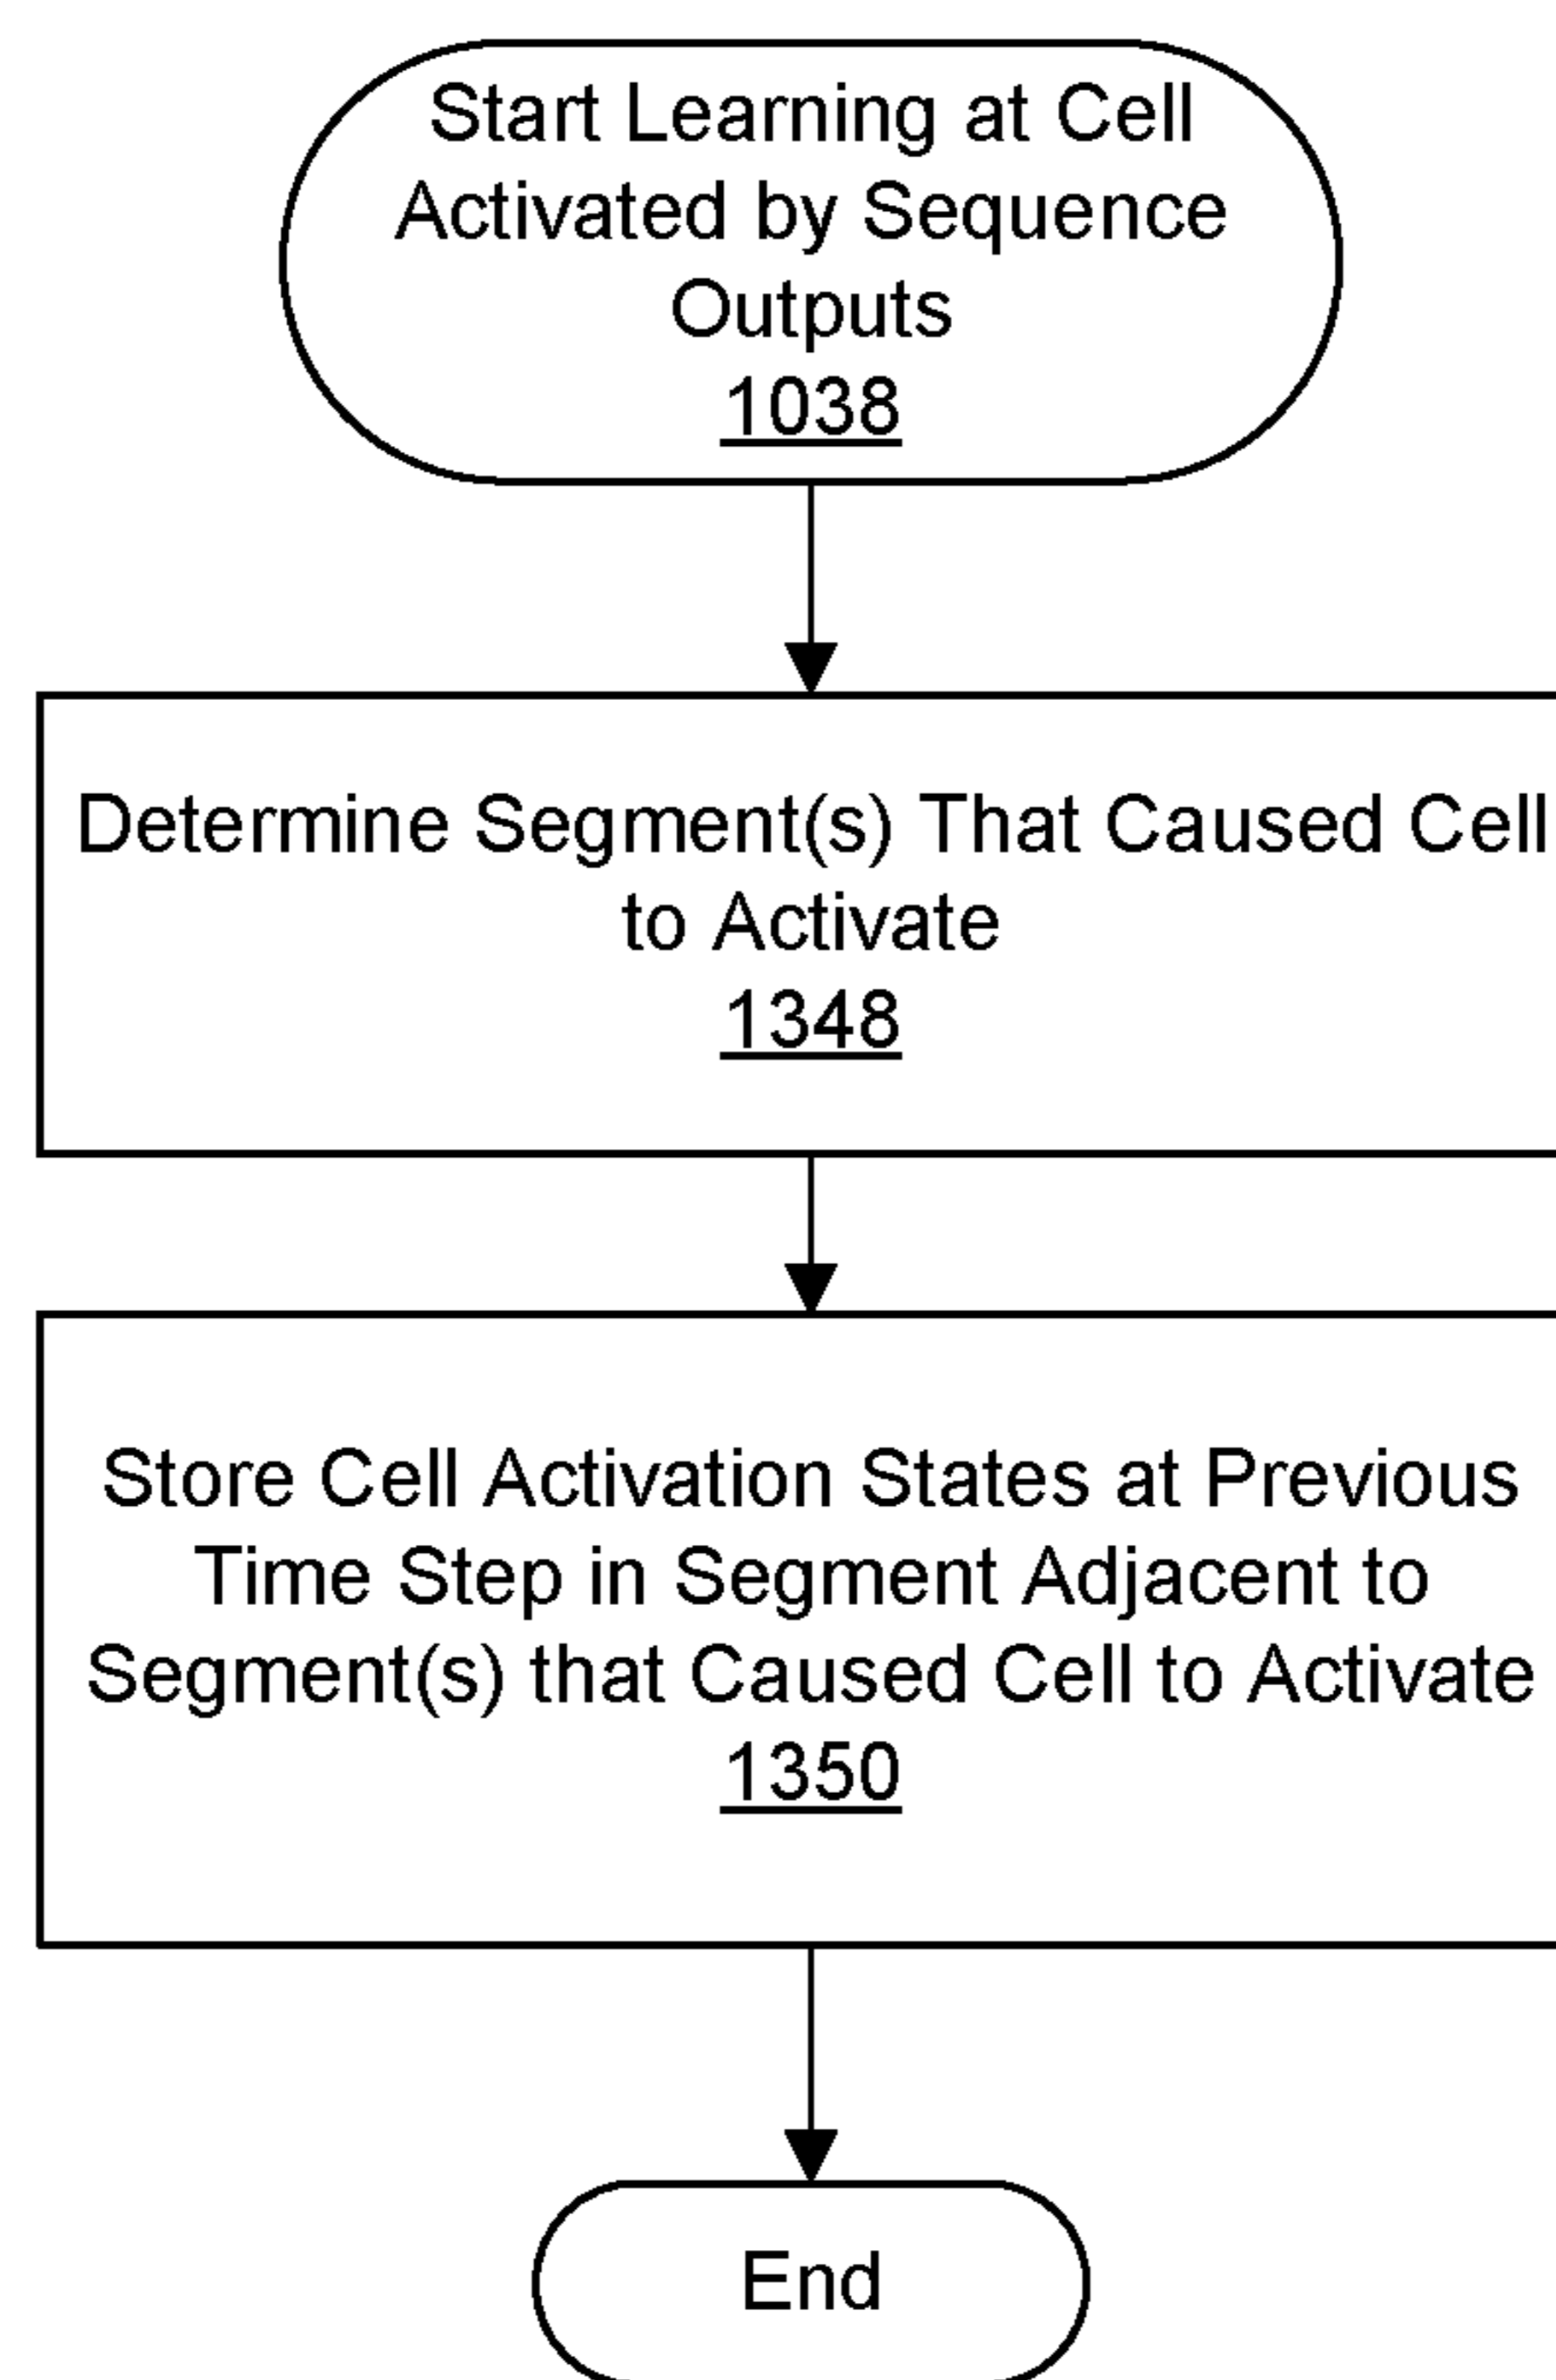 Start Learning at Cell
Activated by Sequence
Outputs
1038
Determine Segment(s) That Caused Cell
to Activate
1348
Store Cell Activation States at Previous
Time Step in Segment Adjacent to
Segment(s) that Caused Cell to Activate
1350
End